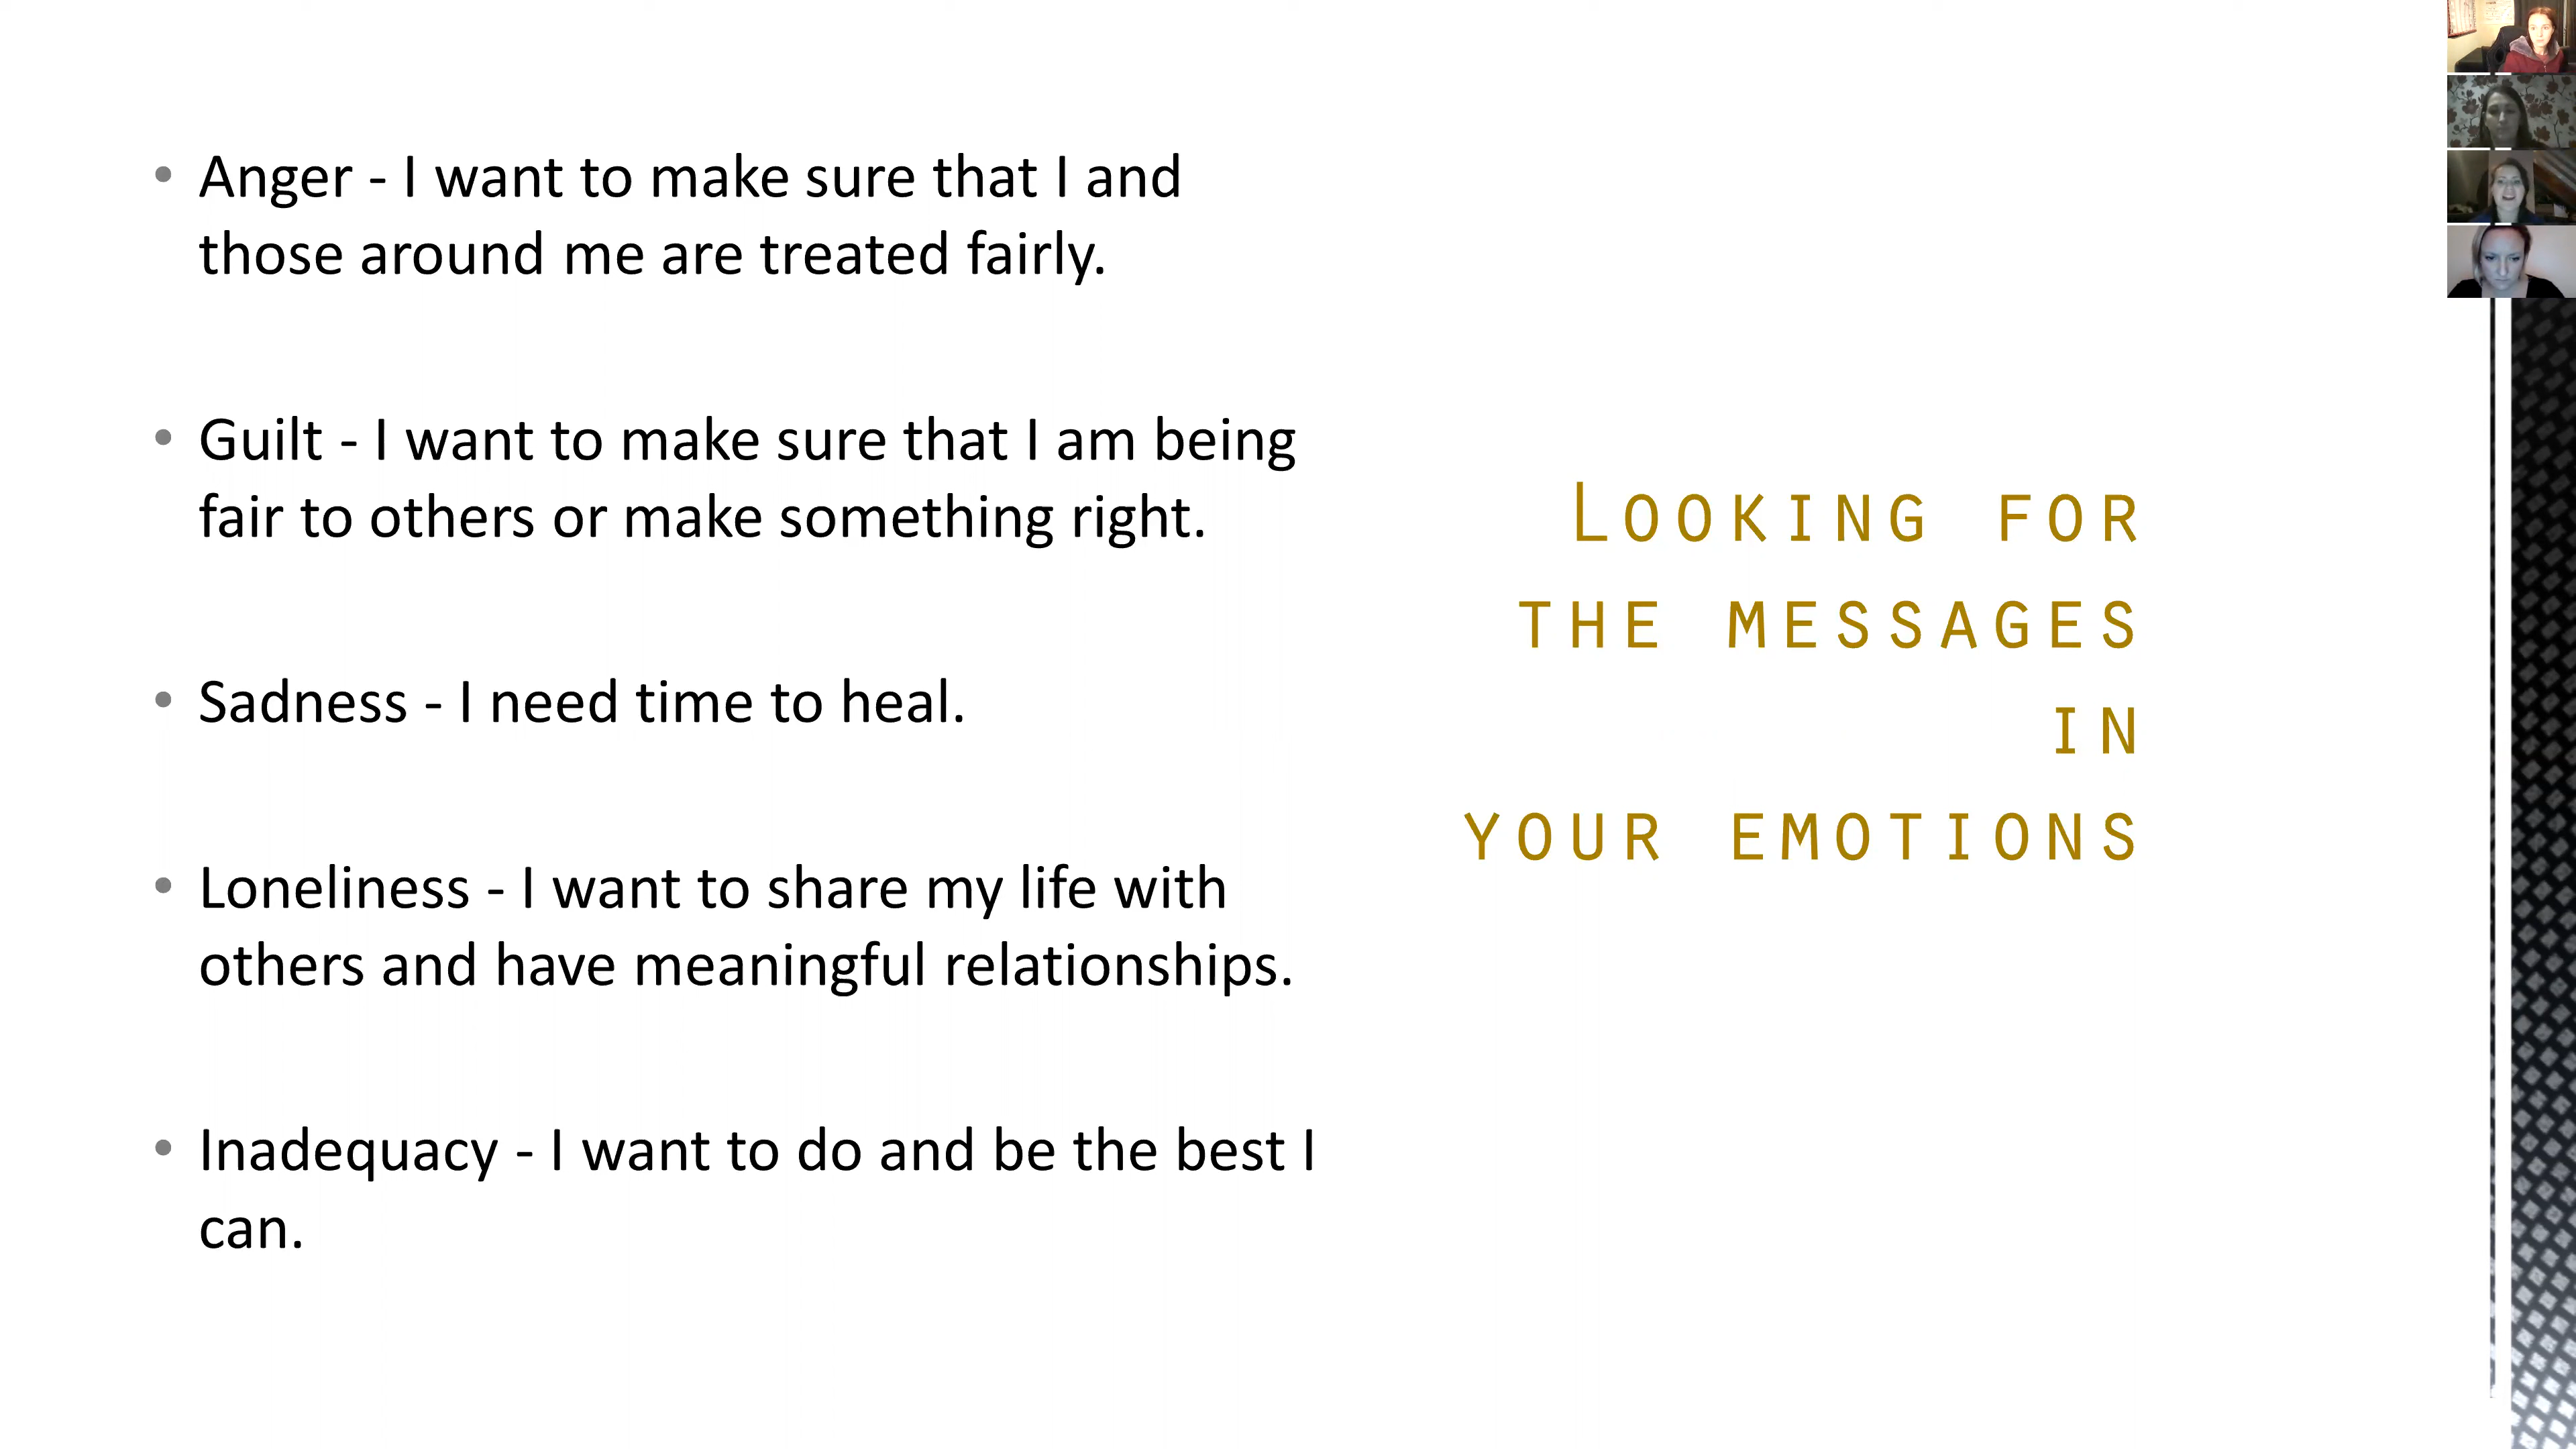 • Anger - I want to make sure that I and
those around me are treated fairly.
• Guilt - I want to make sure that I am being
fair to others or make something right.
• Sadness - I need time to heal.
• Loneliness - I want to share my life with
others and have meaningful relationships.
• Inadequacy - I want to do and be the best I
can.
LOOKING FOR
THE MESSAGES
IN
YOUR EMOTIONS